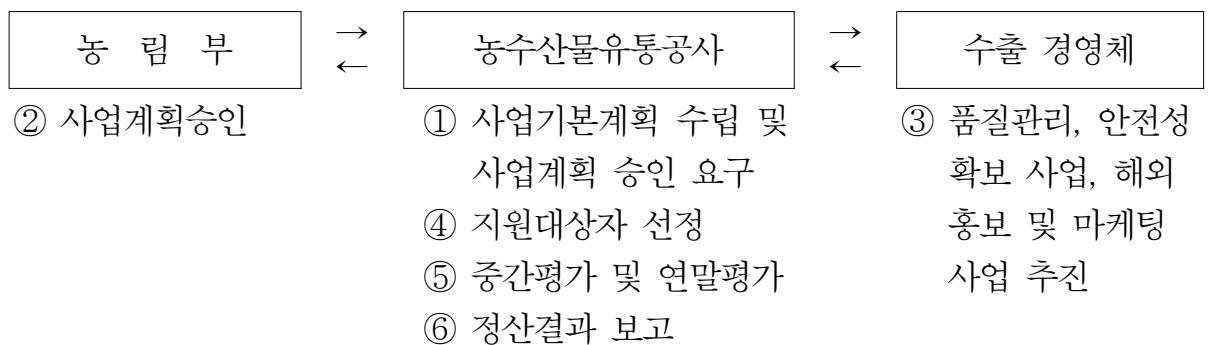 농 림 부 → ← 농수산물유통공사 → ← 수출 경영체
② 사업계획승인
① 사업기본계획 수립 및
사업계획 승인 요구
④ 지원대상자 선정
⑤ 중간평가 및 연말평가
⑥ 정산결과 보고
③ 품질관리, 안전성
확보 사업, 해외
홍보 및 마케팅
사업 추진